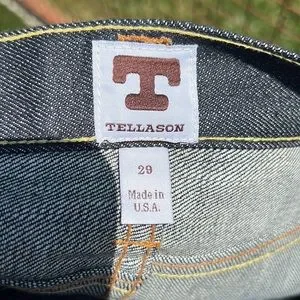 T
TELLASON
29
Made in
U.S.A.